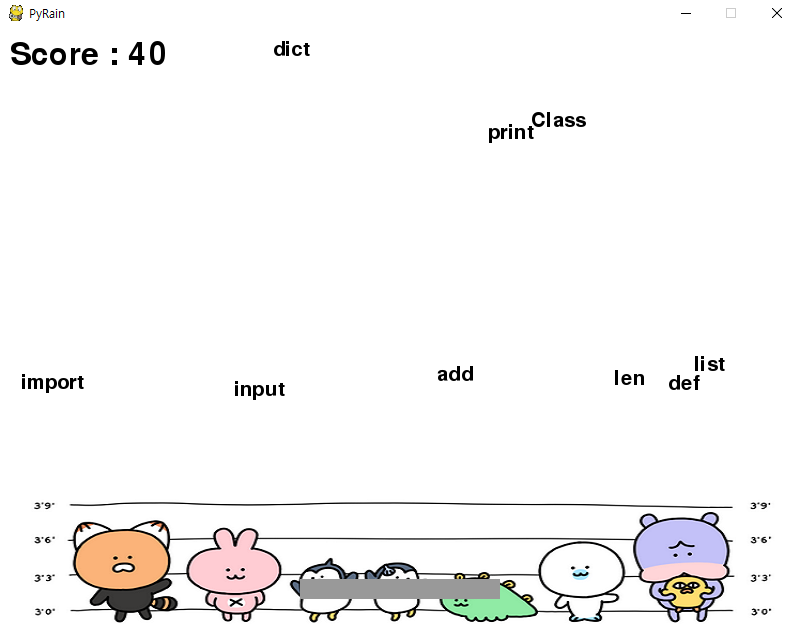 PyRain
Score : 40
dict
Class
print
list
add
len
import
def
input
3'9" 3'9"
3'6" 3'6"
3'3" 3'3"
3'0" 3'0"